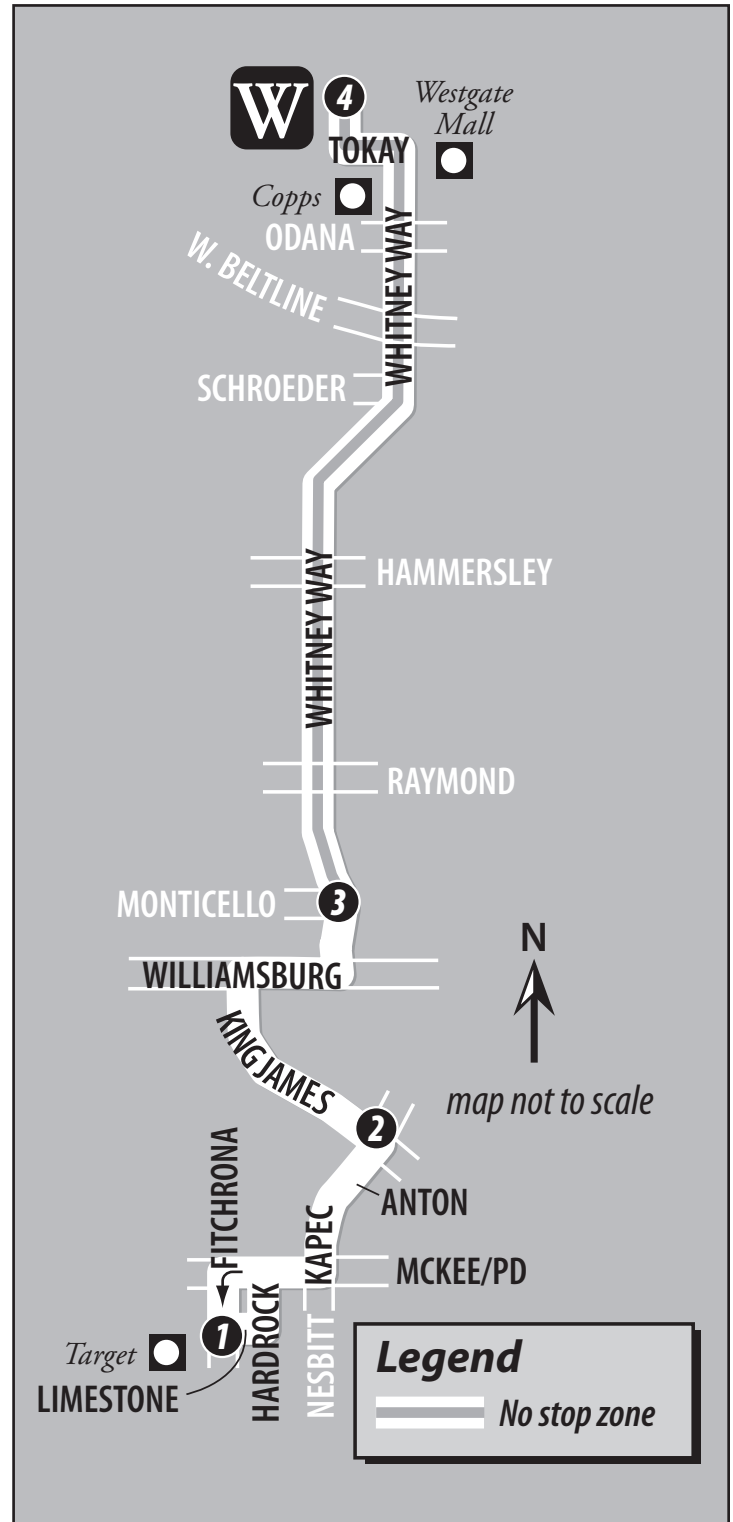 W
4
Westgate
Mall
TOKAY
Copps
ODANA
W. BELTLINE
WHITNEY WAY
SCHROEDER
HAMMERSLEY
WHITNEY WAY
RAYMOND
MONTICELLO
3
WILLIAMSBURG
N
KING JAMES
map not to scale
2
FITCHRONA
ANTON
KAPEC
MCKEE/PD
1
HARDROCK
NESBITT
Target
LIMESTONE
Legend
No stop zone